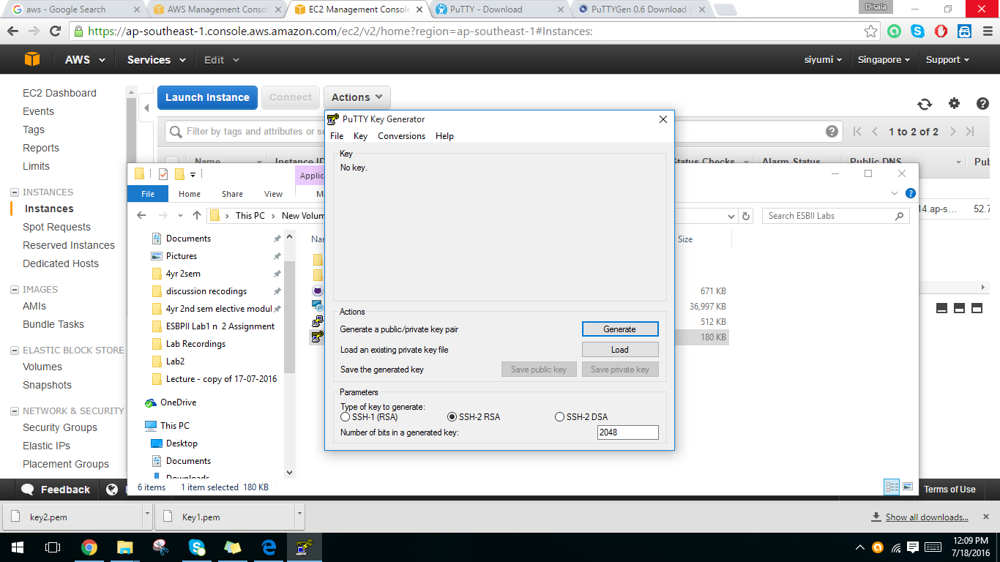 aws - Google Search
AWS Management Consol
EC2 Management Console
PuTTY - Download
PuTTYGen 0.6 Download
Disala
https://ap-southeast-1.console.aws.amazon.com/ec2/v2/home?region=ap-southeast-1#Instances:
AWS
Services
Edit
siyumi
Singapore
Support
EC2 Dashboard
Events
Tags
Reports
Limits
INSTANCES
Instances
Spot Requests
Reserved Instances
Dedicated Hosts
IMAGES
AMIs
Bundle Tasks
ELASTIC BLOCK STORE
Volumes
Snapshots
NETWORK & SECURITY
Security Groups
Elastic IPs
Placement Groups
Launch Instance
Connect
Actions
Filter by tags and attributes or se
1 to 2 of 2
Name
Instance ID
Status Checks
Alarm Status
Public DNS
Pub
14.ap-s...
52.7
Applic
File
Home
Share
View
M
This PC
New Volum
Search ESBII Labs
Documents
Pictures
4yr 2sem
discussion recodings
4yr 2nd sem elective modul
ESBPII Lab1 n 2 Assignment
Lab Recordings
Lab2
Lecture - copy of 17-07-2016
OneDrive
This PC
Desktop
Documents
Downloads
Nar
Size
671 KB
36,997 KB
512 KB
180 KB
6 items
1 item selected 180 KB
PuTTY Key Generator
File
Key
Conversions
Help
Key
No key.
Actions
Generate a public/private key pair
Generate
Load an existing private key file
Load
Save the generated key
Save public key
Save private key
Parameters
Type of key to generate:
SSH-1 (RSA)
SSH-2 RSA
SSH-2 DSA
Number of bits in a generated key:
2048
Feedback
Terms of Use
key2.pem
Key1.pem
Show all downloads...
12:09 PM
7/18/2016